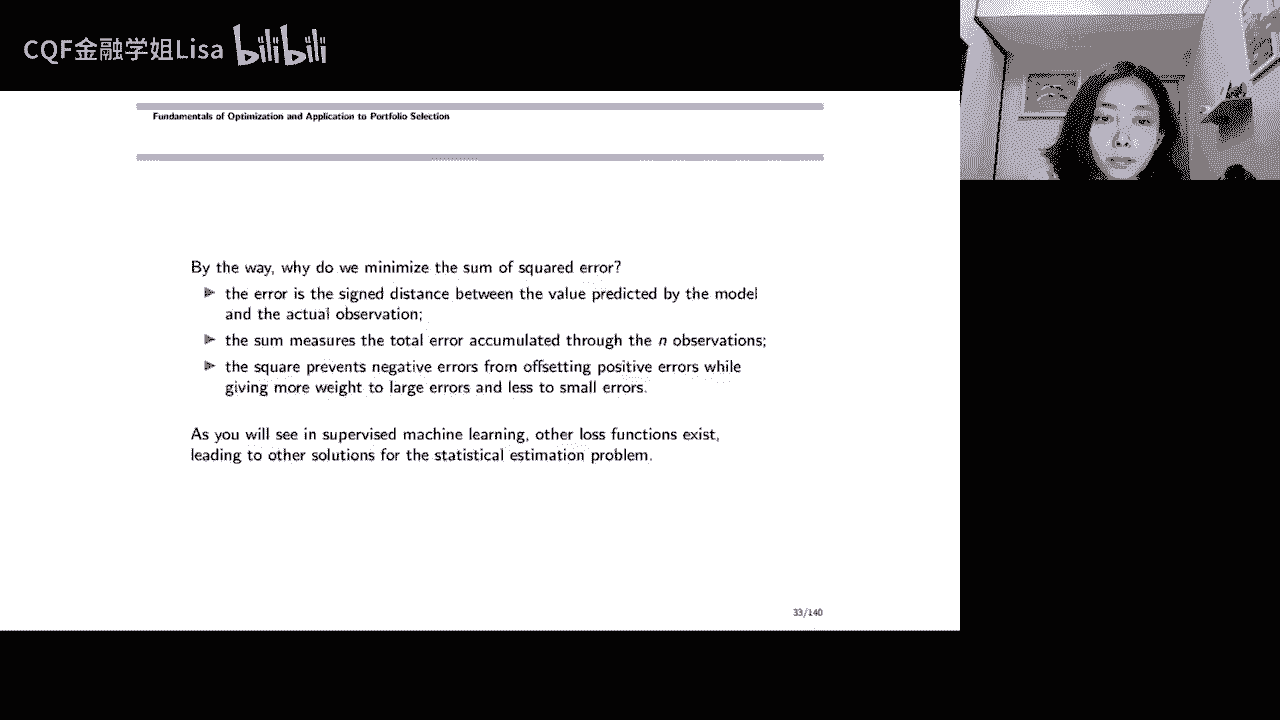 CQF金融学姐Lisa bilibili
Fundamentals of Optimization and Application to Portfolio Selection
By the way, why do we minimize the sum of squared error?
the error is the signed distance between the value predicted by the model
and the actual observation;
the sum measures the total error accumulated through the n observations;
the square prevents negative errors from offsetting positive errors while
giving more weight to large errors and less to small errors.
As you will see in supervised machine learning, other loss functions exist,
leading to other solutions for the statistical estimation problem.
33/140